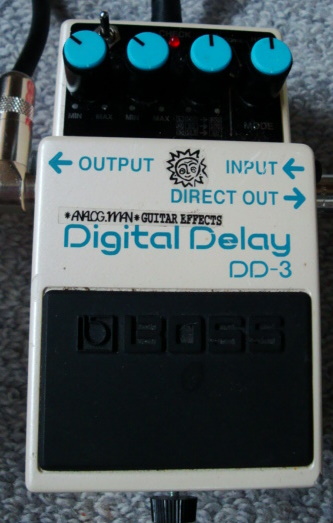 MIN MAX MIN MAX
MODE
← OUTPUT INPUT ←
DIRECT OUT →
*ANALOG.MAN* GUITAR EFFECTS
Digital Delay
DD-3
BOSS